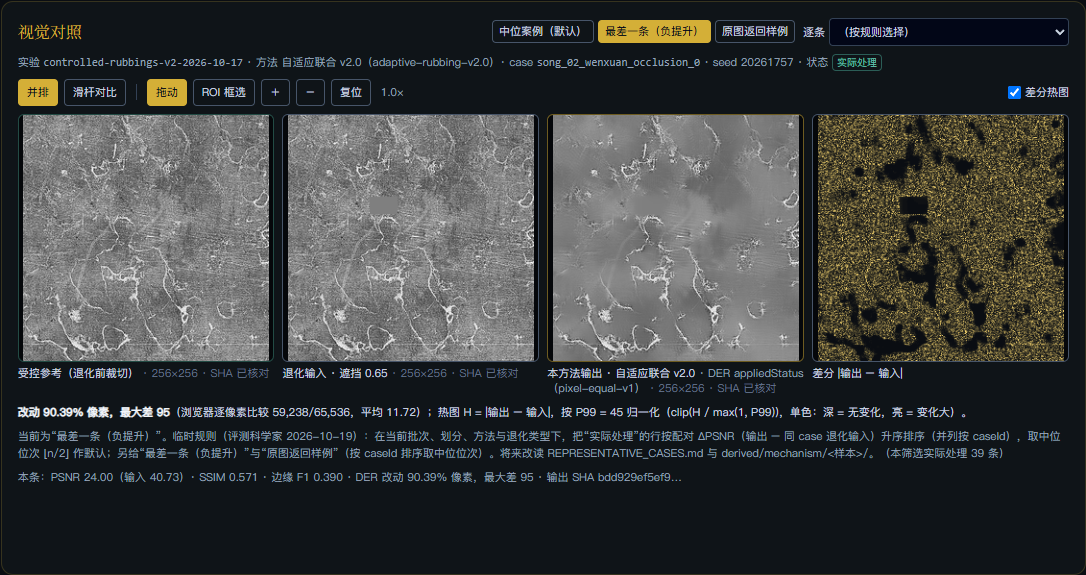 视觉对照
中位案例（默认） 最差一条（负提升） 原图返回样例 逐条 （按规则选择）
实验 controlled-rubbings-v2-2026-10-17 · 方法 自适应联合 v2.0（adaptive-rubbing-v2.0） · case song_02_wenxuan_occlusion_0 · seed 20261757 · 状态 实际处理
并排 滑杆对比 拖动 ROI 框选 + − 复位 1.0× 差分热图
受控参考（退化前裁切） · 256×256 · SHA 已核对
退化输入 · 遮挡 0.65 · 256×256 · SHA 已核对
本方法输出 · 自适应联合 v2.0 · DER appliedStatus
（pixel-equal-v1） · 256×256 · SHA 已核对
差分 |输出 − 输入|
改动 90.39% 像素，最大差 95（浏览器逐像素比较 59,238/65,536，平均 11.72）；热图 H = |输出 − 输入|，按 P99 = 45 归一化（clip(H / max(1, P99))，单色：深 = 无变化，亮 = 变化大）。
当前为“最差一条（负提升）”。临时规则（评测科学家 2026-10-19）：在当前批次、划分、方法与退化类型下，把“实际处理”的行按配对 ΔPSNR（输出 − 同 case 退化输入）升序排序（并列按 caseId），取中位
位次 ⌊n/2⌋ 作默认；另给“最差一条（负提升）”与“原图返回样例”（按 caseId 排序取中位位次）。将来改读 REPRESENTATIVE_CASES.md 与 derived/mechanism/<样本>/。（本筛选实际处理 39 条）
本条：PSNR 24.00（输入 40.73） · SSIM 0.571 · 边缘 F1 0.390 · DER 改动 90.39% 像素，最大差 95 · 输出 SHA bdd929ef5ef9…